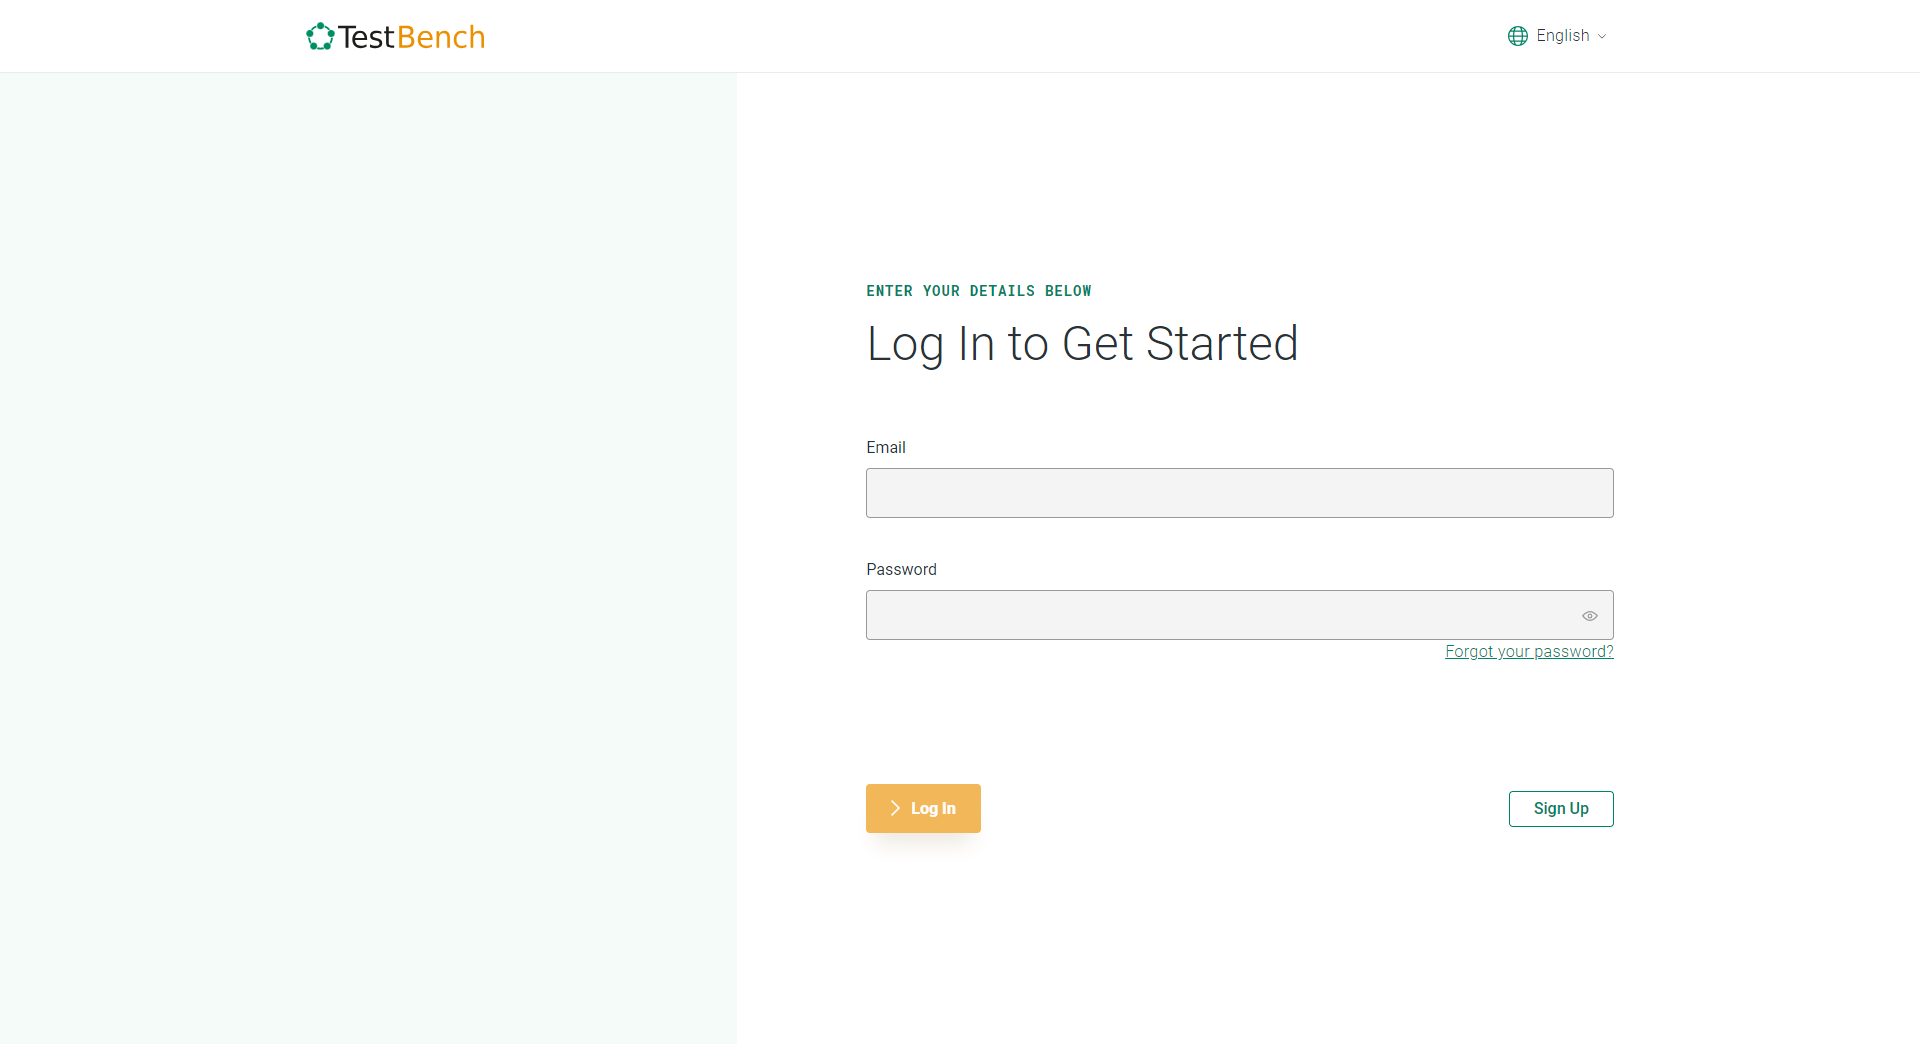 TestBench
English
ENTER YOUR DETAILS BELOW
Log In to Get Started
Email
Password
Forgot your password?
Log In
Sign Up